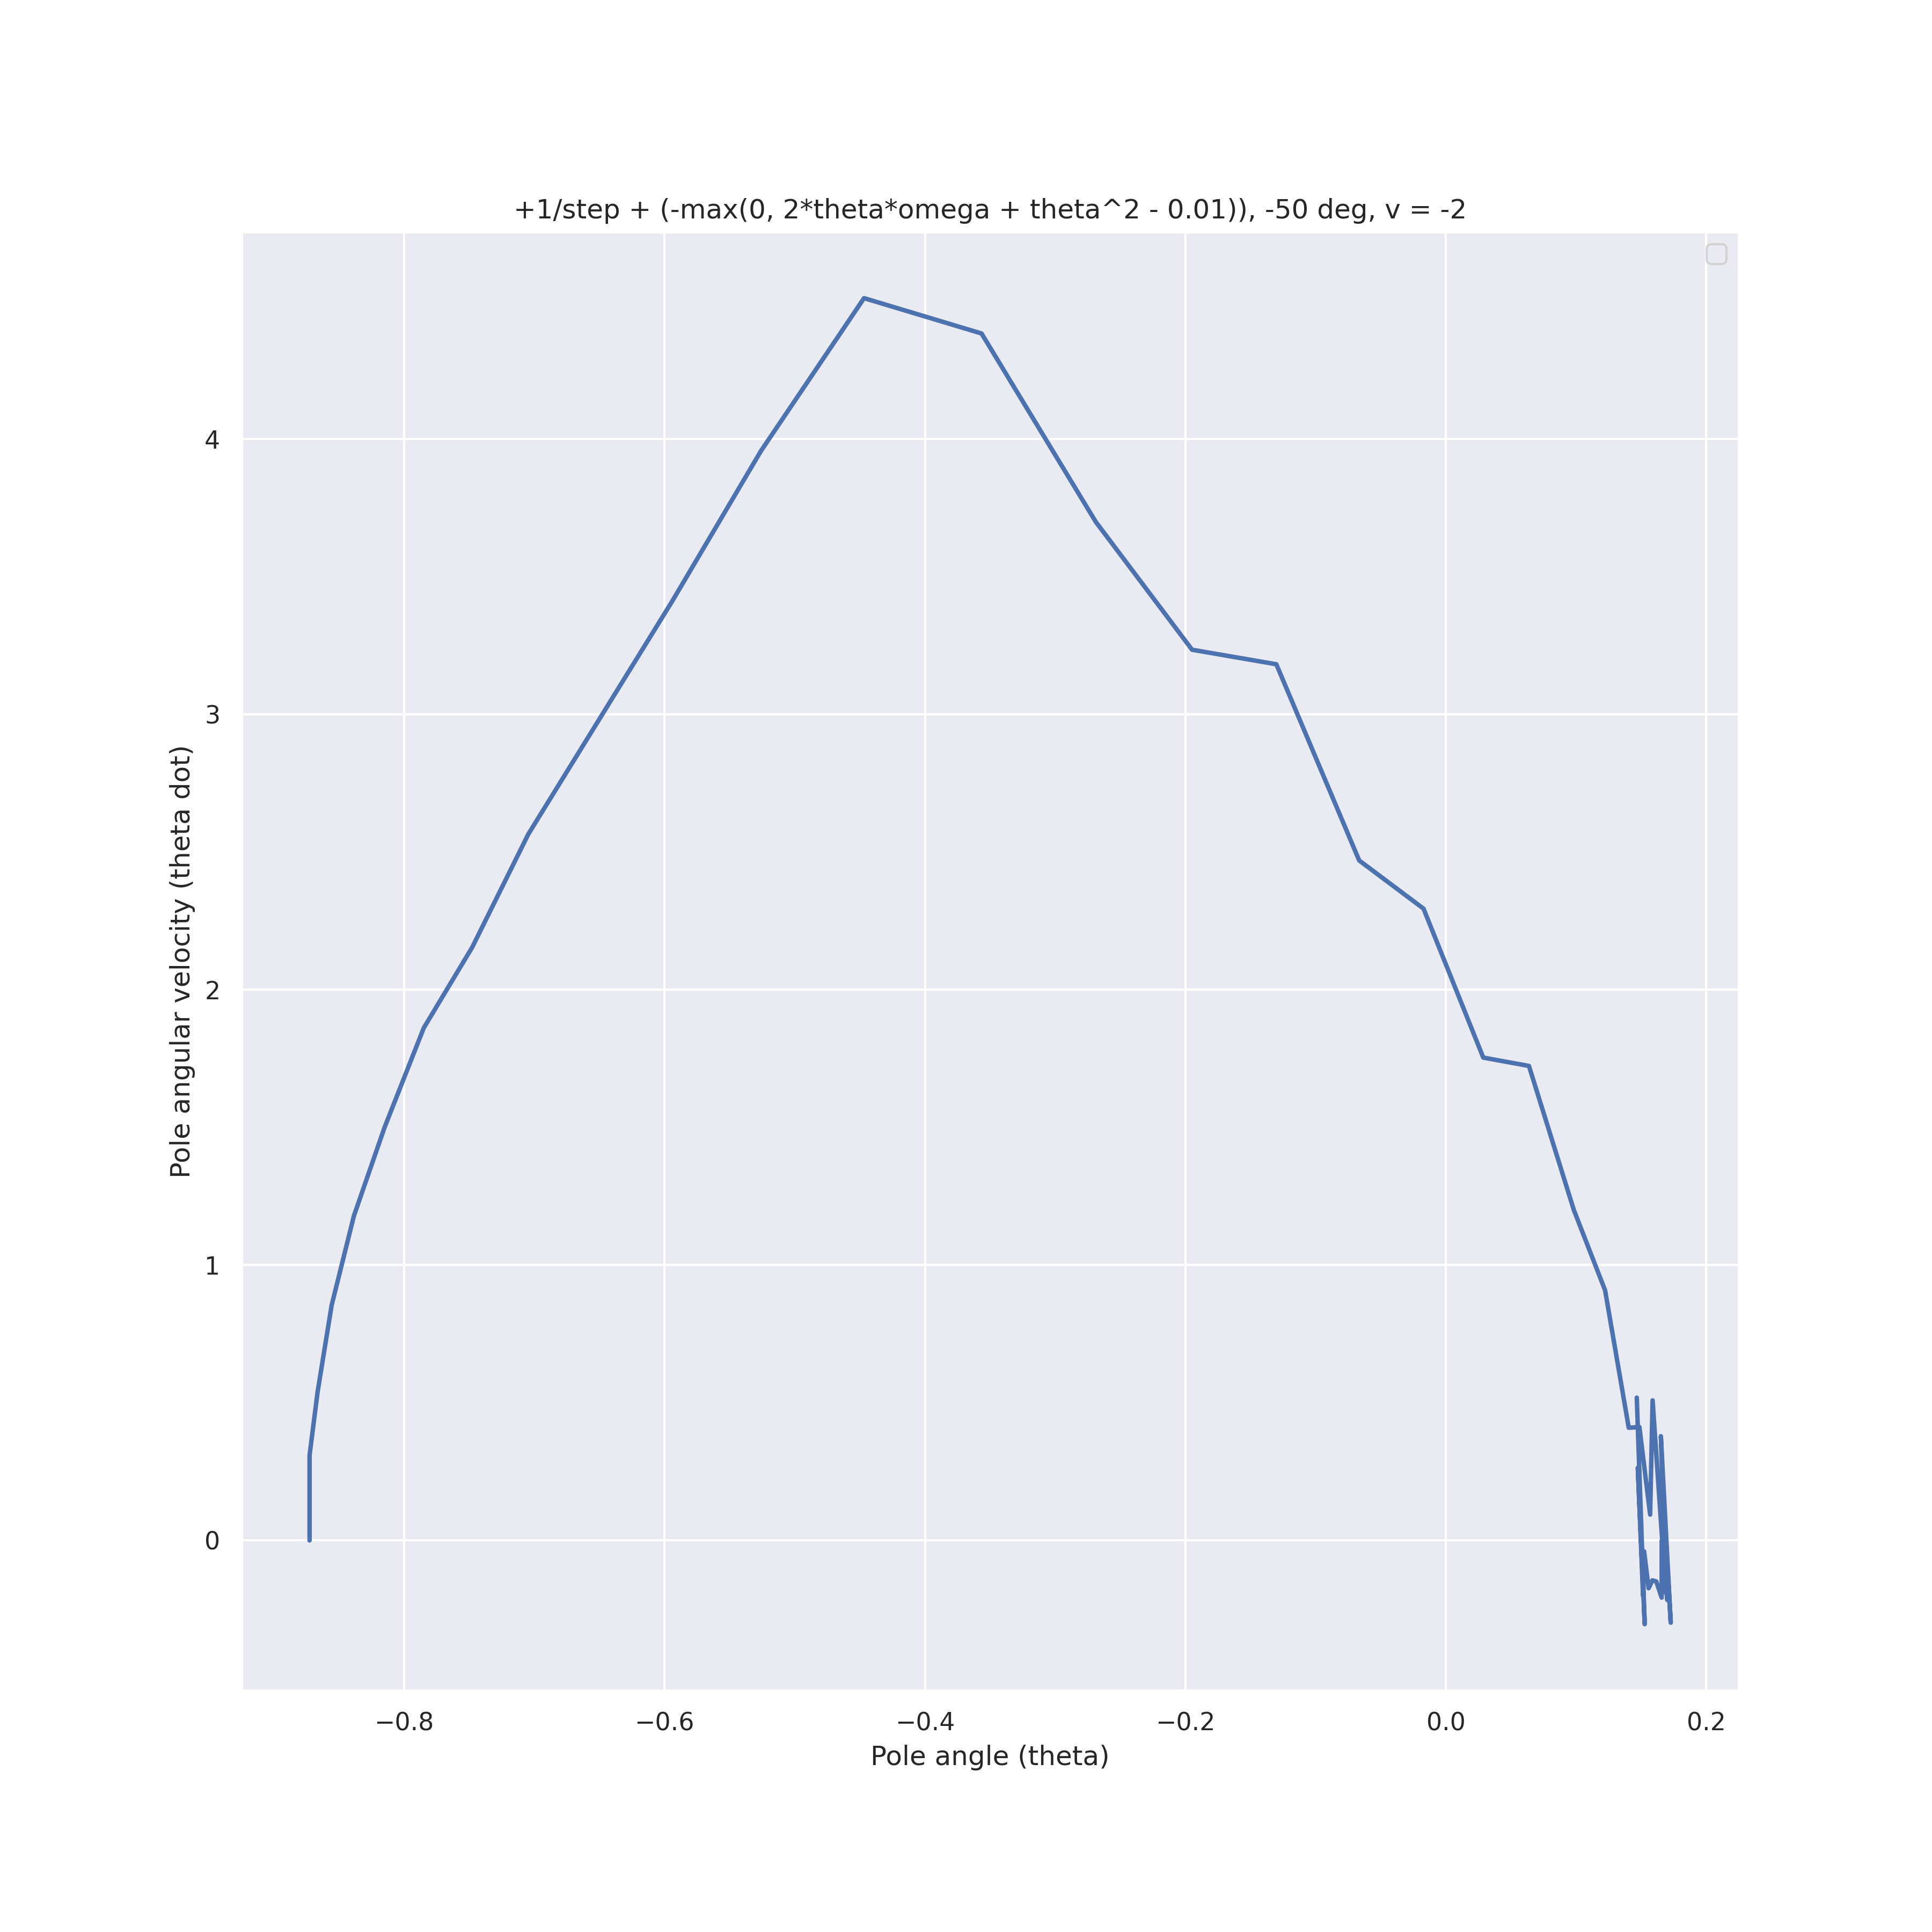 +1/step + (-max(0, 2*theta*omega + theta^2 - 0.01)), -50 deg, v = -2
4
3
2
1
0
Pole angular velocity (theta dot)
−0.8 −0.6 −0.4 −0.2 0.0 0.2
Pole angle (theta)